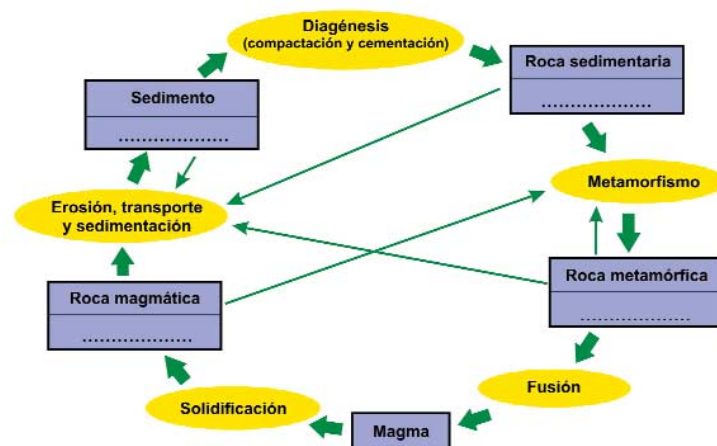 Diagénesis
(compactación y cementación)
Roca sedimentaria
...................
Sedimento
...................
Metamorfismo
Erosión, transporte
y sedimentación
Roca magmática
...................
Roca metamórfica
...................
Fusión
Solidificación
Magma